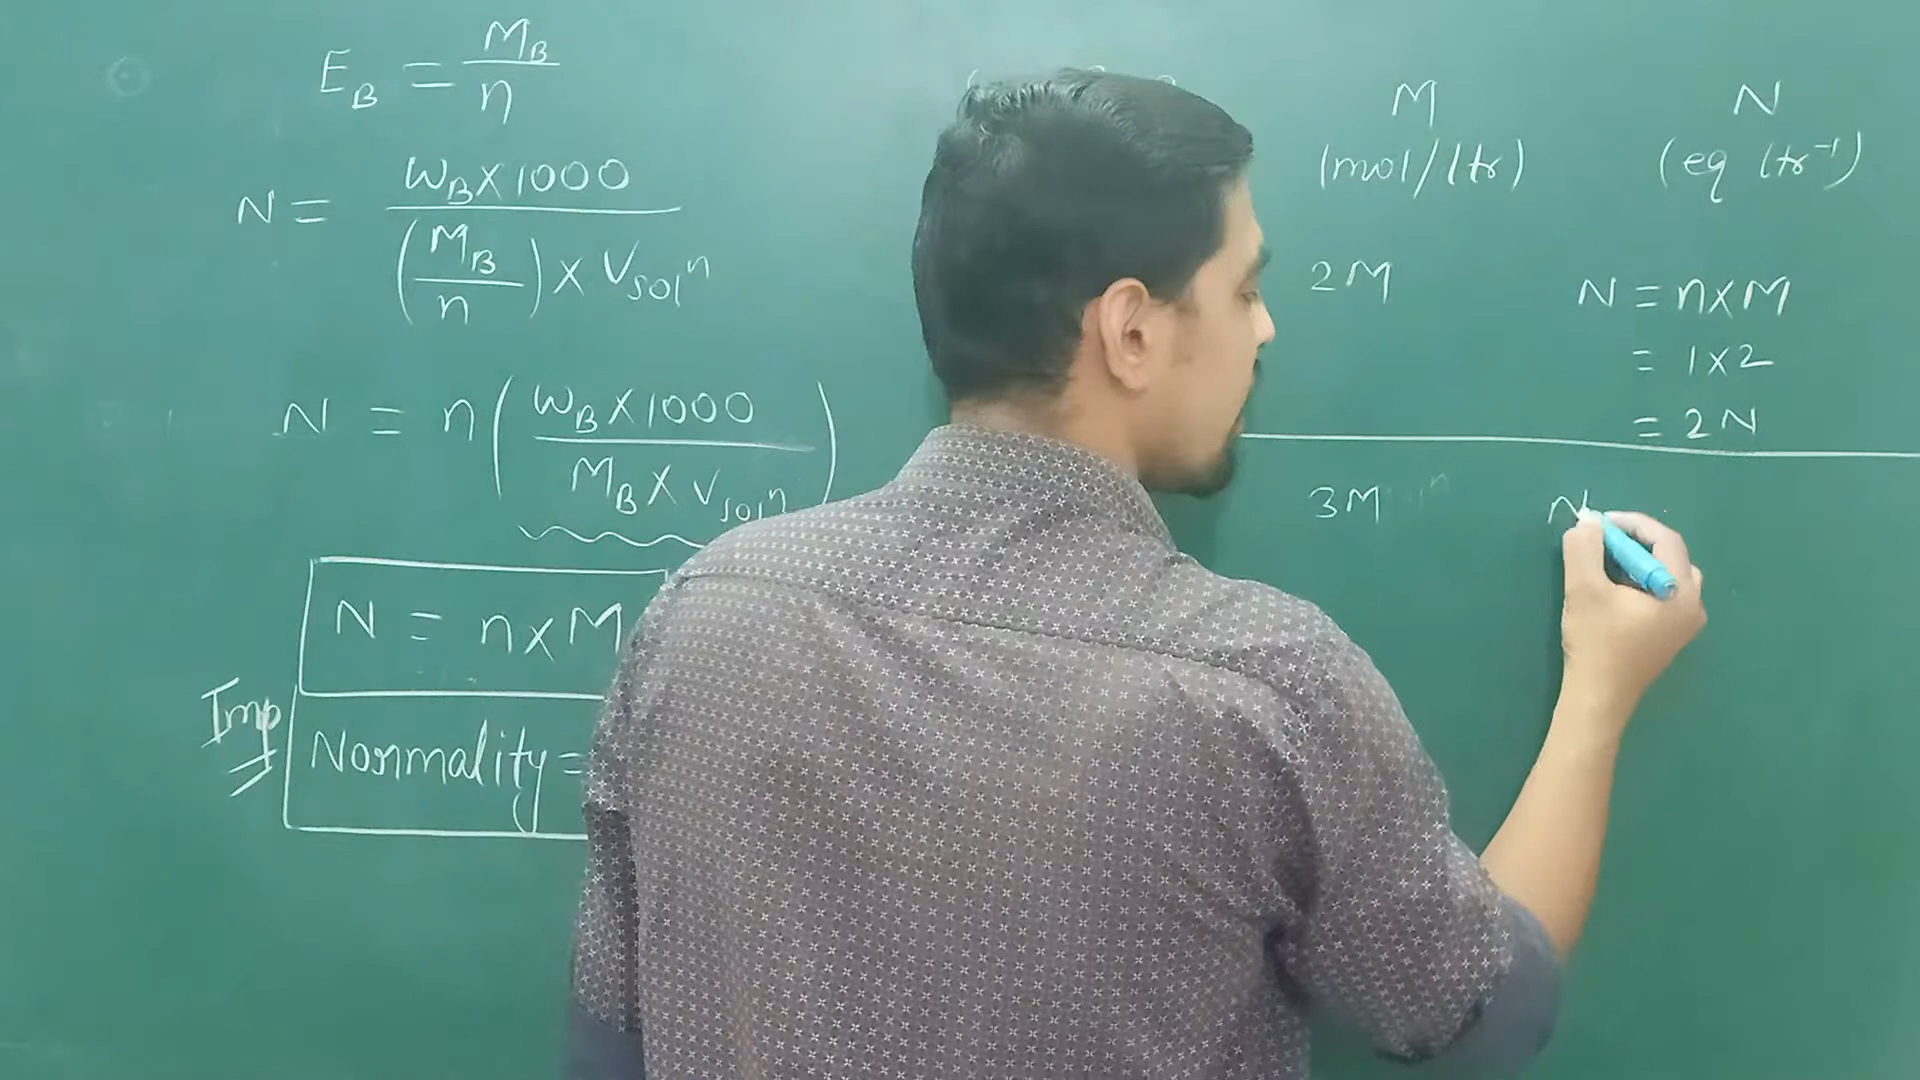 E_B = M_B / n
N = W_B X 1000 / (M_B / n) X V_solⁿ
N = n ( W_B X 1000 / M_B X V_solⁿ )
N = n X M
Imp
Normality =
M
(mol/ltr)
2M
3M
N
(eq ltr⁻¹)
N = n X M
= 1 X 2
= 2 N
N